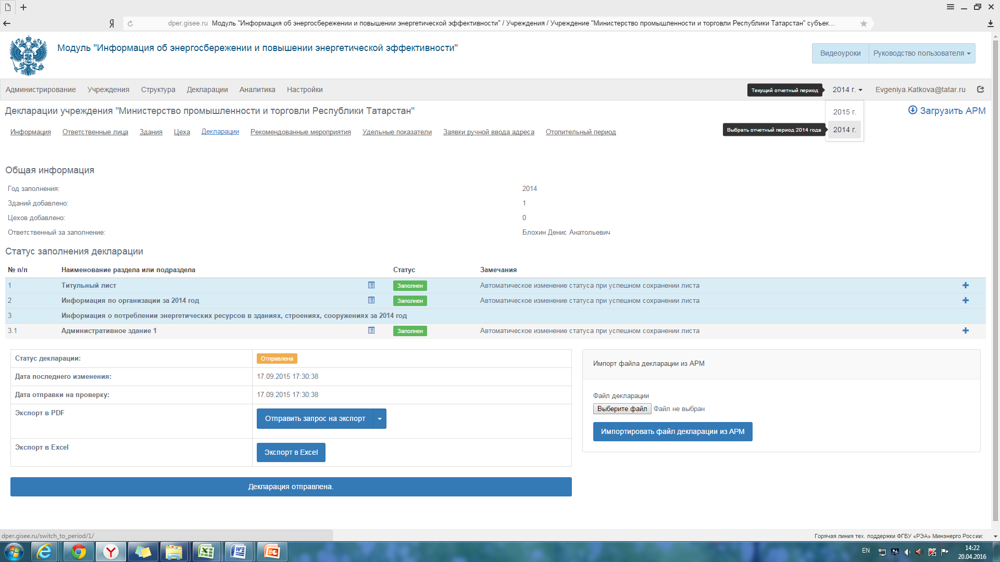 dper.gisee.ru Модуль "Информация об энергосбережении и повышении энергетической эффективности" / Учреждения / Учреждение "Министерство промышленности и торговли Республики Татарстан" субъек...
Модуль "Информация об энергосбережении и повышении энергетической эффективности"
Видеоуроки Руководство пользователя
Администрирование Учреждения Структура Декларации Аналитика Настройки Текущий отчетный период 2014 г. Evgeniya.Katkova@tatar.ru
Декларации учреждения "Министерство промышленности и торговли Республики Татарстан" 2015 г. Загрузить АРМ
Информация Ответственные лица Здания Цеха Декларации Рекомендованные мероприятия Удельные показатели Заявки ручной ввода адреса Отопительный период Выбрать отчетный период 2014 года 2014 г.
Общая информация
Год заполнения: 2014
Зданий добавлено: 1
Цехов добавлено: 0
Ответственный за заполнение: Блохин Денис Анатольевич
Статус заполнения декларации
№ п/п Наименование раздела или подраздела Статус Замечания
1 Титульный лист Заполнен Автоматическое изменение статуса при успешном сохранении листа
2 Информация по организации за 2014 год Заполнен Автоматическое изменение статуса при успешном сохранении листа
3 Информация о потреблении энергетических ресурсов в зданиях, строениях, сооружениях за 2014 год
3.1 Административное здание 1 Заполнен Автоматическое изменение статуса при успешном сохранении листа
Статус декларации: Отправлена
Дата последнего изменения: 17.09.2015 17:30:38
Дата отправки на проверку: 17.09.2015 17:30:38
Экспорт в PDF Отправить запрос на экспорт
Экспорт в Excel Экспорт в Excel
Декларация отправлена.
Импорт файла декларации из АРМ
Файл декларации
Выберите файл Файл не выбран
Импортировать файл декларации из АРМ
dper.gisee.ru/switch_to_period/1/ Горячая линия тех. поддержки ФГБУ «РЭА» Минэнерго России:
EN 14:22
20.04.2016